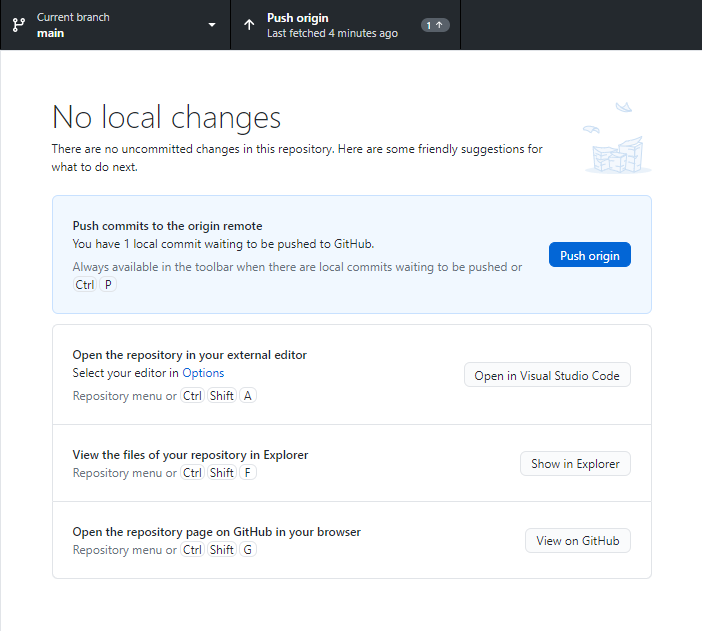 Current branch
main
Push origin
Last fetched 4 minutes ago
1
No local changes
There are no uncommitted changes in this repository. Here are some friendly suggestions for
what to do next.
Push commits to the origin remote
You have 1 local commit waiting to be pushed to GitHub.
Always available in the toolbar when there are local commits waiting to be pushed or
Ctrl P
Push origin
Open the repository in your external editor
Select your editor in Options
Repository menu or Ctrl Shift A
Open in Visual Studio Code
View the files of your repository in Explorer
Repository menu or Ctrl Shift F
Show in Explorer
Open the repository page on GitHub in your browser
Repository menu or Ctrl Shift G
View on GitHub